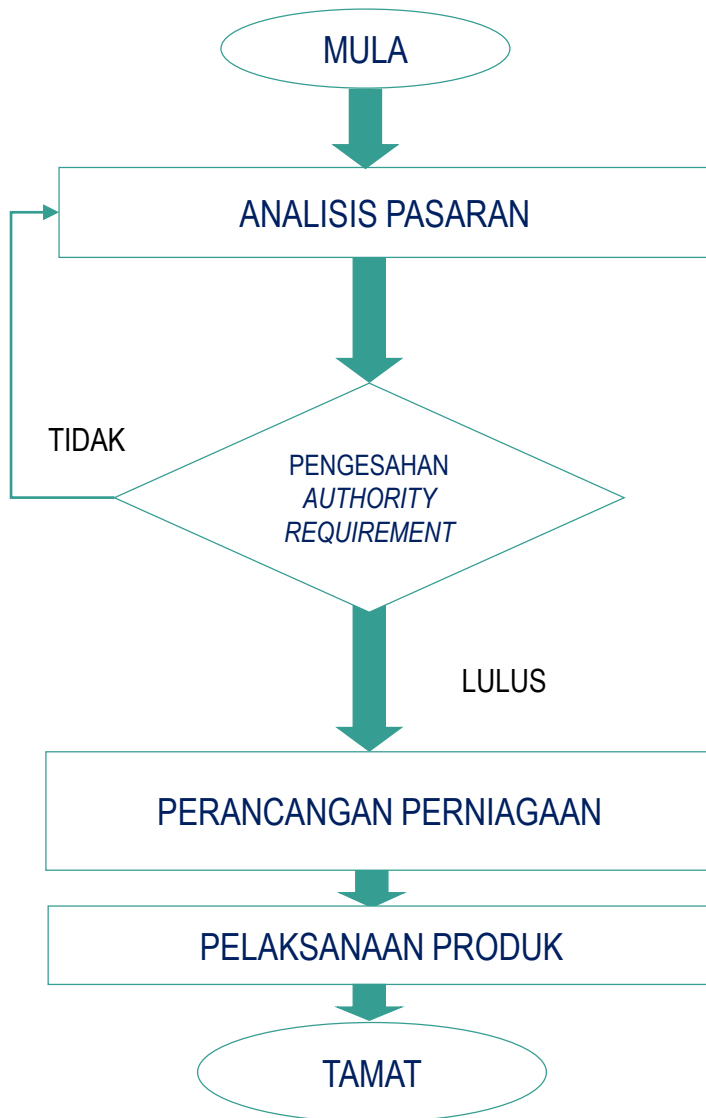 MULA
ANALISIS PASARAN
TIDAK
PENGESAHAN
AUTHORITY
REQUIREMENT
LULUS
PERANCANGAN PERNIAGAAN
PELAKSANAAN PRODUK
TAMAT